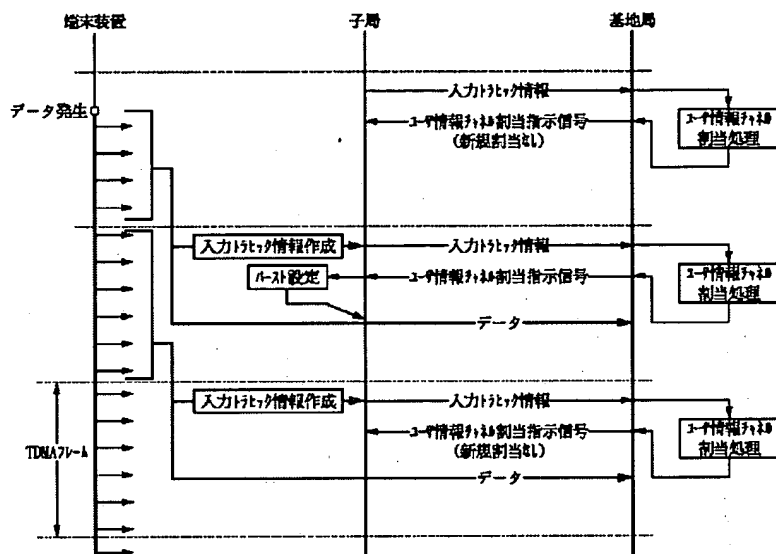 端末装置 子局 基地局
入力トラヒック情報
データ発生
ユーザ情報チャネル割当指示信号
(新規割当なし)
ユーザ情報チャネル
割当処理
入力トラヒック情報作成
入力トラヒック情報
バースト設定
ユーザ情報チャネル割当指示信号
ユーザ情報チャネル
割当処理
データ
入力トラヒック情報作成
入力トラヒック情報
ユーザ情報チャネル割当指示信号
(新規割当なし)
ユーザ情報チャネル
割当処理
TDMAフレーム
データ